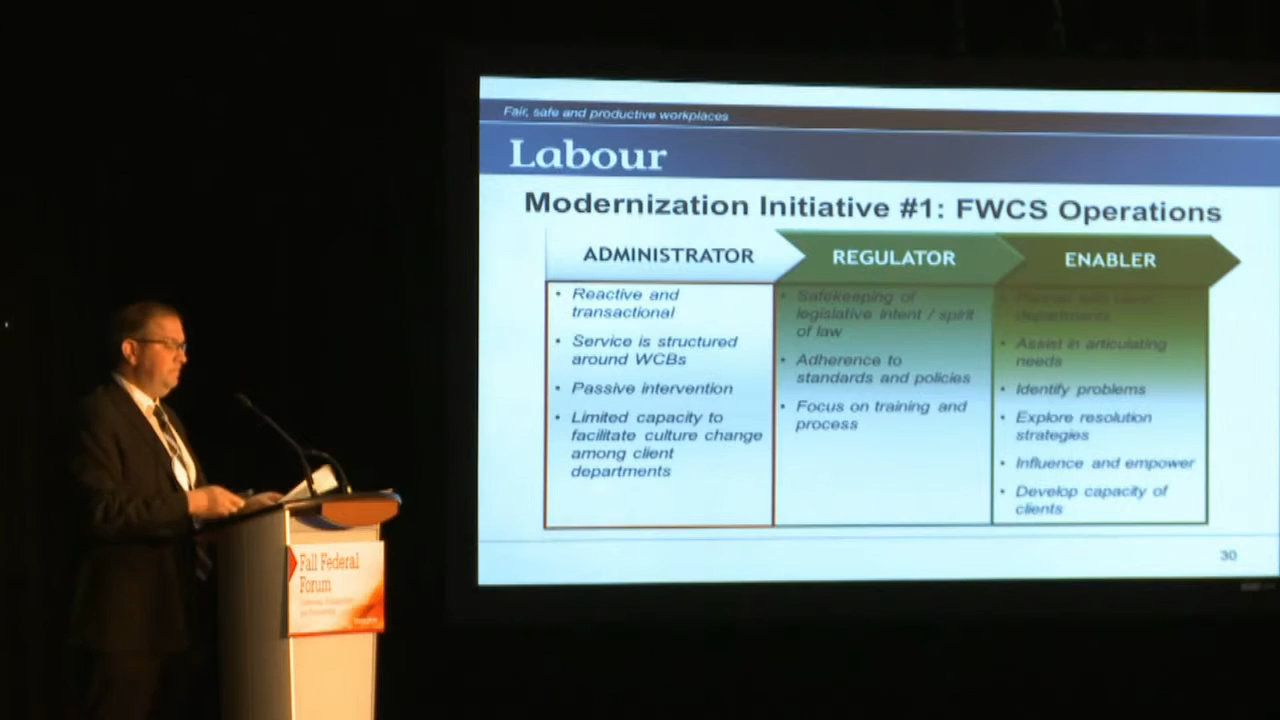 Fair, safe and productive workplaces
Labour
Modernization Initiative #1: FWCS Operations
ADMINISTRATOR
• Reactive and
transactional
• Service is structured
around WCBs
• Passive intervention
• Limited capacity to
facilitate culture change
among client
departments
REGULATOR
• Safekeeping of
legislative intent / spirit
of law
• Adherence to
standards and policies
• Focus on training and
process
ENABLER
departments
• Assist in articulating
needs
• Identify problems
• Explore resolution
strategies
• Influence and empower
• Develop capacity of
clients
30
Fall Federal
Forum